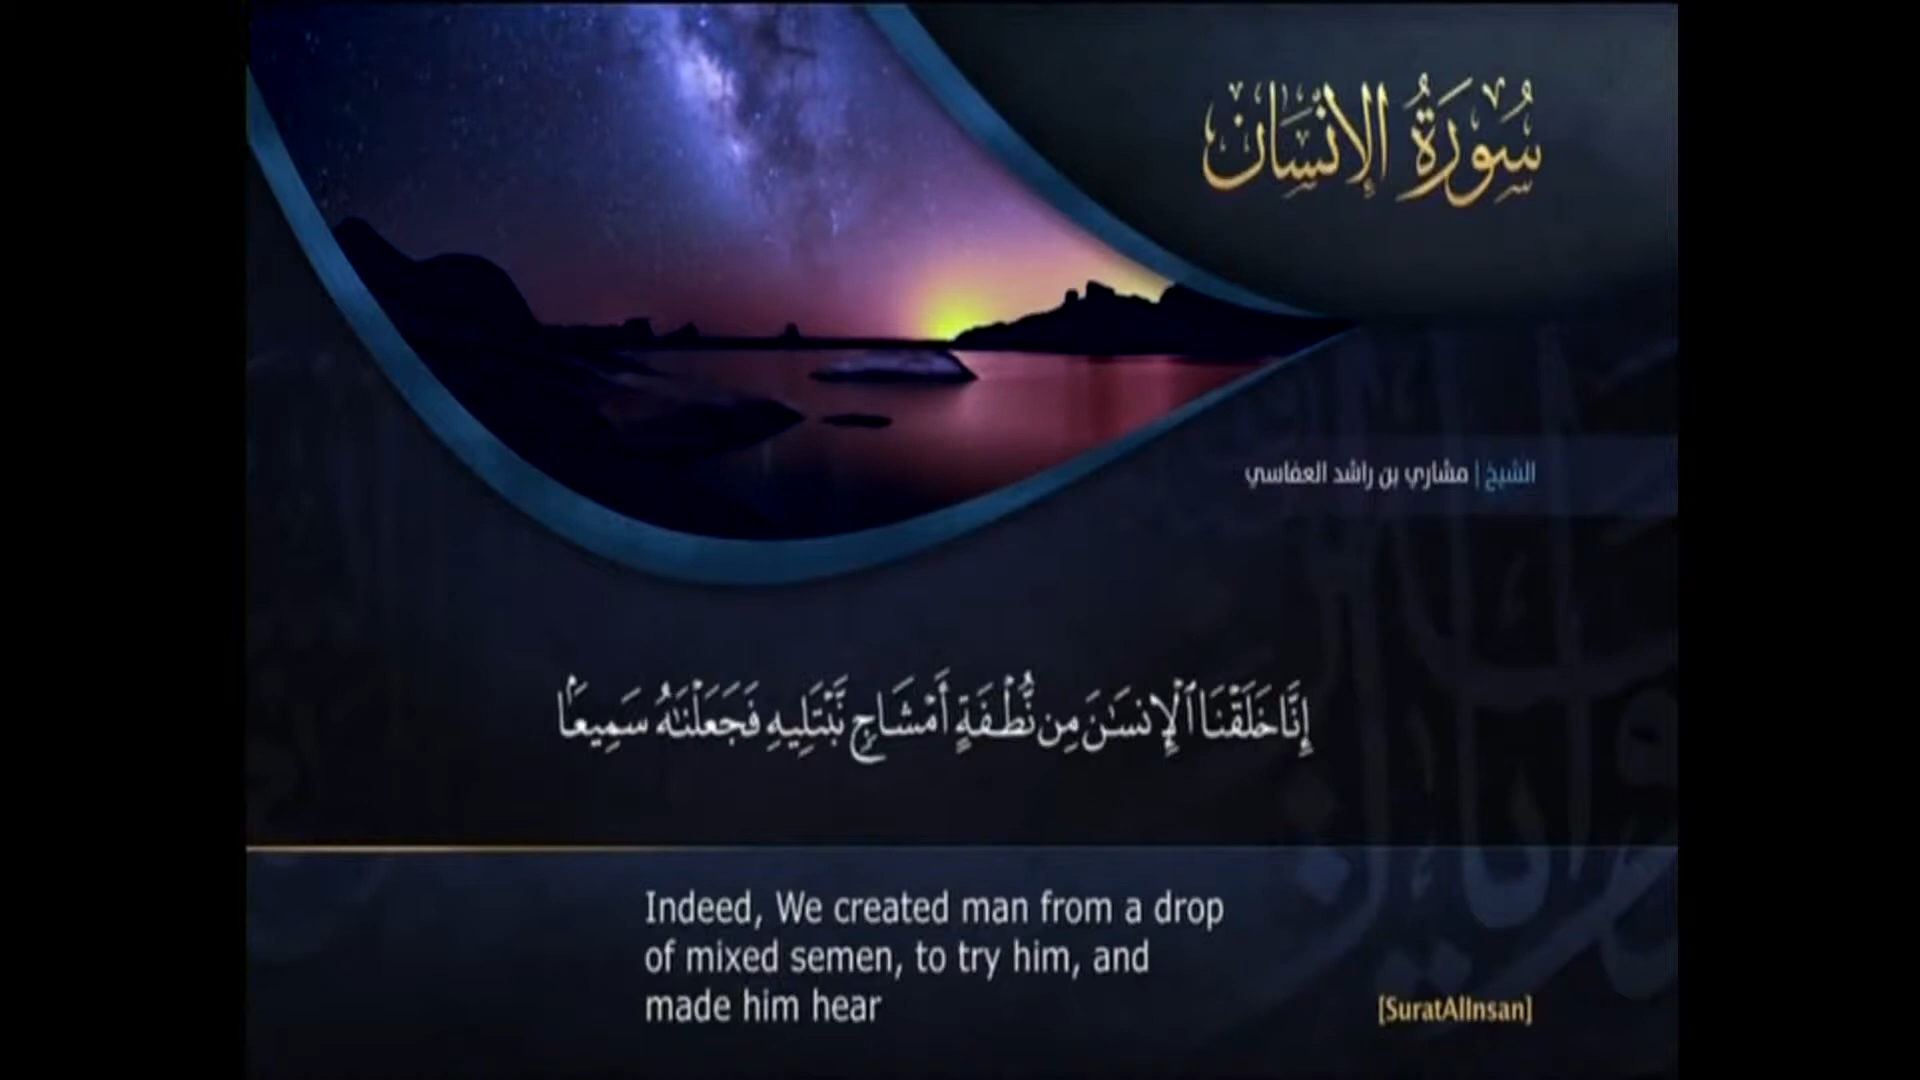 سُورَةُ الإِنْسَان
الشيخ | مشاري بن راشد العفاسي
إِنَّا خَلَقْنَا ٱلْإِنسَـٰنَ مِن نُّطْفَةٍ أَمْشَاجٍ نَّبْتَلِيهِ فَجَعَلْنَـٰهُ سَمِيعًۢا
Indeed, We created man from a drop
of mixed semen, to try him, and
made him hear
[SuratAlInsan]